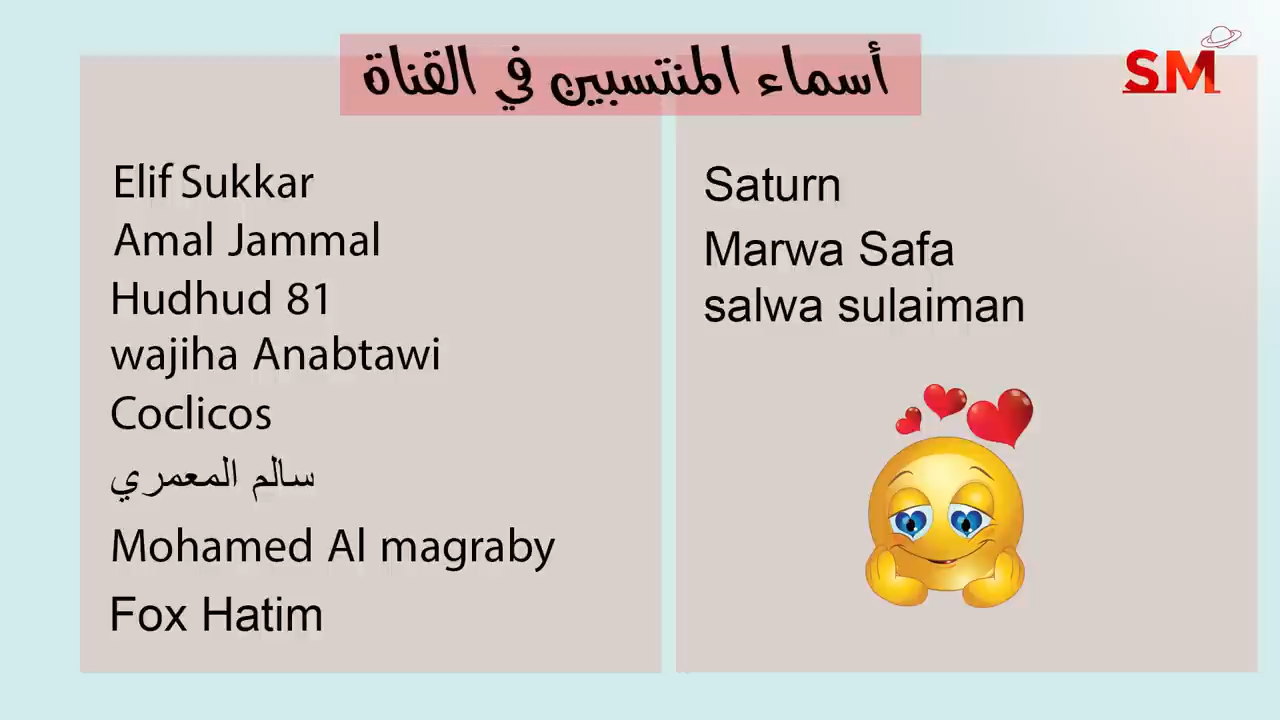 أسماء المنتسبين في القناة
SM
Elif Sukkar
Amal Jammal
Hudhud 81
wajiha Anabtawi
Coclicos
سالم المعمري
Mohamed Al magraby
Fox Hatim
Saturn
Marwa Safa
salwa sulaiman